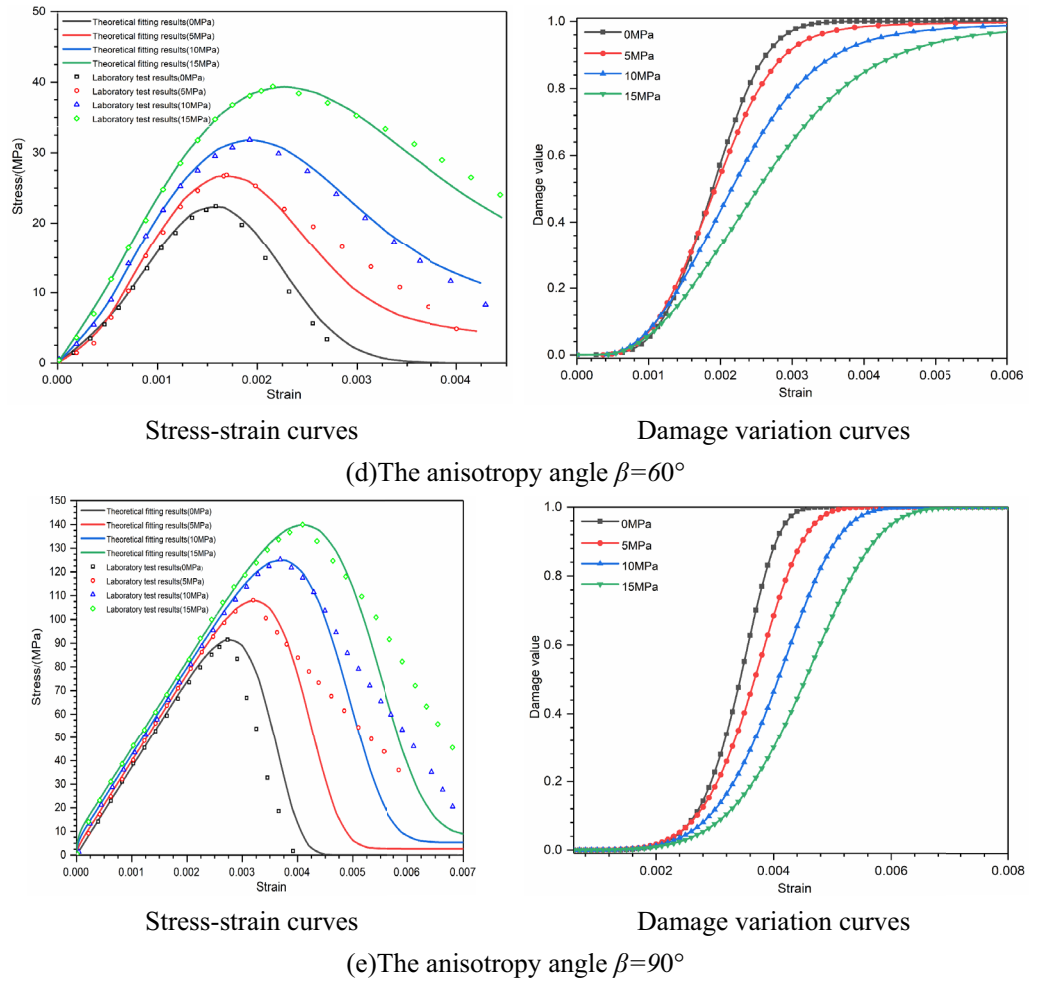 50
40
30
20
10
0
Stress/(MPa)
Theoretical fitting results(0MPa)
Theoretical fitting results(5MPa)
Theoretical fitting results(10MPa)
Theoretical fitting results(15MPa)
Laboratory test results(0MPa)
Laboratory test results(5MPa)
Laboratory test results(10MPa)
Laboratory test results(15MPa)
0.000 0.001 0.002 0.003 0.004
Strain
1.0
0.8
0.6
0.4
0.2
0.0
Damage value
0MPa
5MPa
10MPa
15MPa
0.000 0.001 0.002 0.003 0.004 0.005 0.006
Strain
Stress-strain curves Damage variation curves
(d)The anisotropy angle β=60°
150
140
130
120
110
100
90
80
70
60
50
40
30
20
10
0
Stress/(MPa)
Theoretical fitting results(0MPa)
Theoretical fitting results(5MPa)
Theoretical fitting results(10MPa)
Theoretical fitting results(15MPa)
Laboratory test results(0MPa)
Laboratory test results(5MPa)
Laboratory test results(10MPa)
Laboratory test results(15MPa)
0.000 0.001 0.002 0.003 0.004 0.005 0.006 0.007
Strain
1.0
0.8
0.6
0.4
0.2
0.0
Damage value
0MPa
5MPa
10MPa
15MPa
0.002 0.004 0.006 0.008
Strain
Stress-strain curves Damage variation curves
(e)The anisotropy angle β=90°